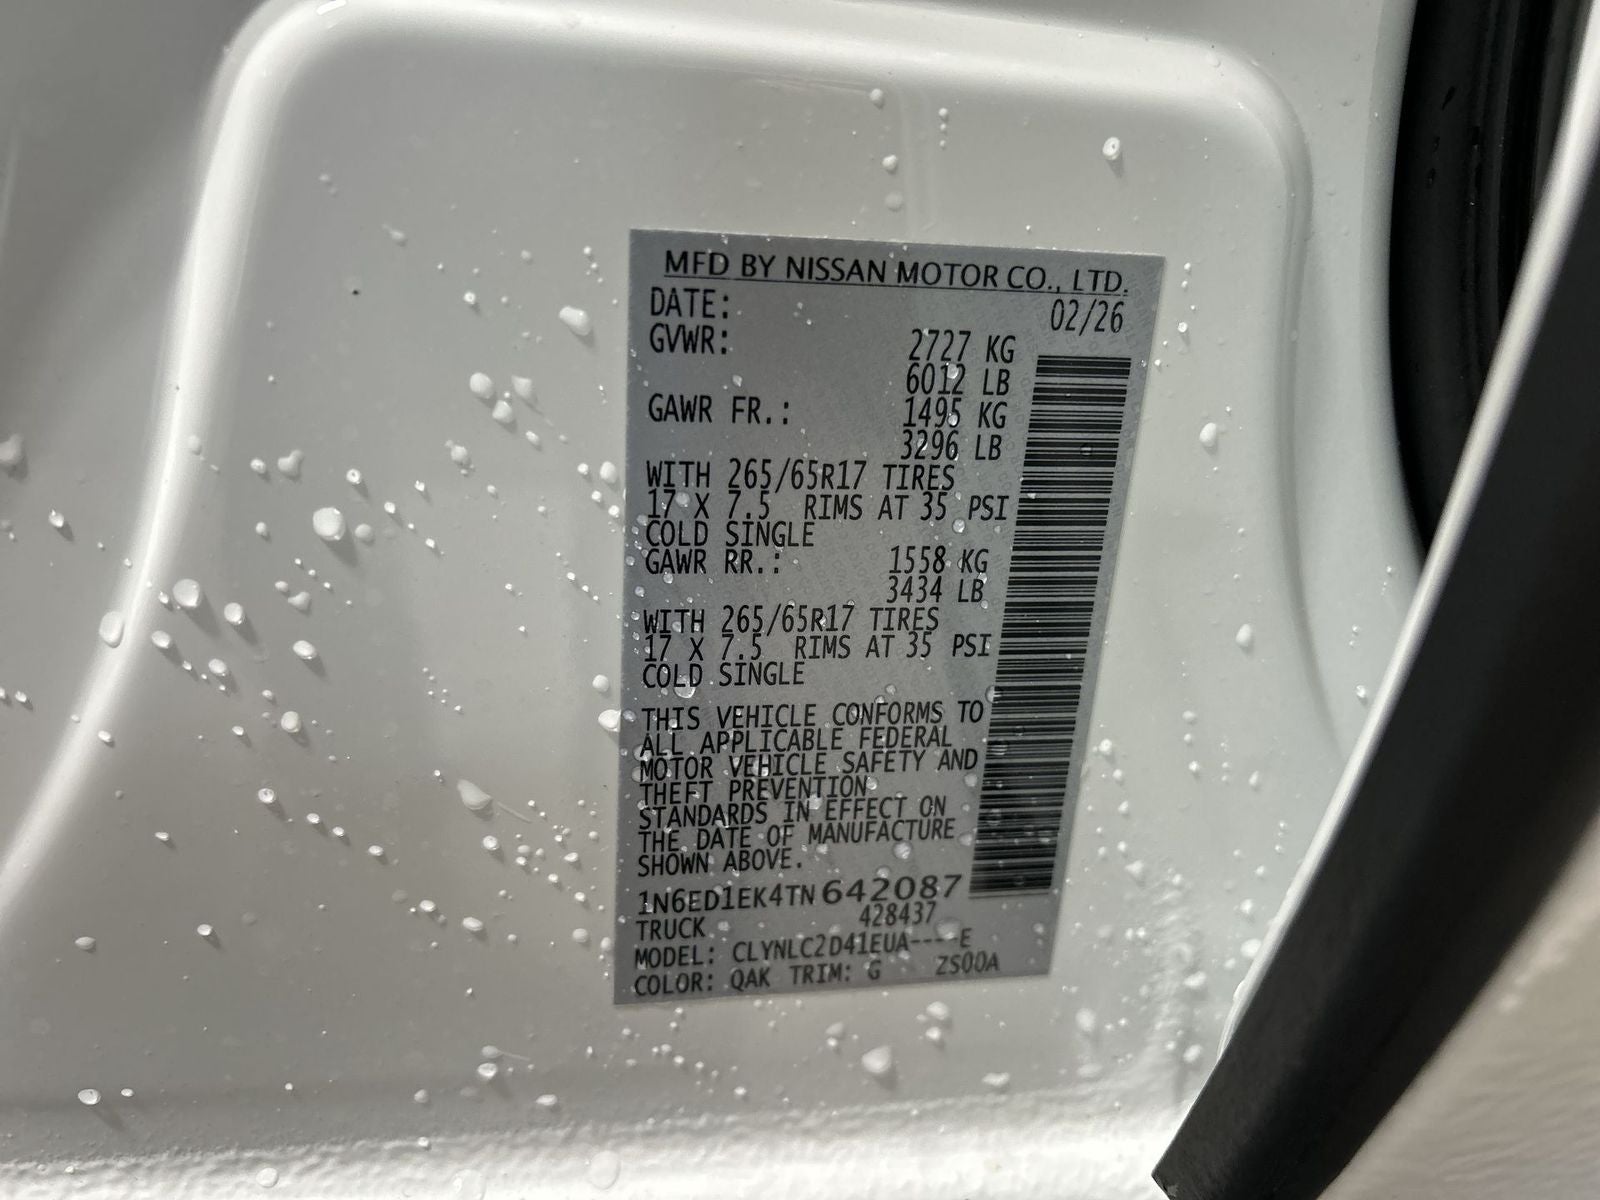 MFD BY NISSAN MOTOR CO., LTD.
DATE: 02/26
GVWR: 2727 KG
6012 LB
GAWR FR.: 1495 KG
3296 LB
WITH 265/65R17 TIRES
17 X 7.5 RIMS AT 35 PSI
COLD SINGLE
GAWR RR.: 1558 KG
3434 LB
WITH 265/65R17 TIRES
17 X 7.5 RIMS AT 35 PSI
COLD SINGLE
THIS VEHICLE CONFORMS TO
ALL APPLICABLE FEDERAL
MOTOR VEHICLE SAFETY AND
THEFT PREVENTION
STANDARDS IN EFFECT ON
THE DATE OF MANUFACTURE
SHOWN ABOVE.
1N6ED1EK4TN642087
TRUCK 428437
MODEL: CLYNLC2D41EUA----E
COLOR: QAK TRIM: G ZS00A